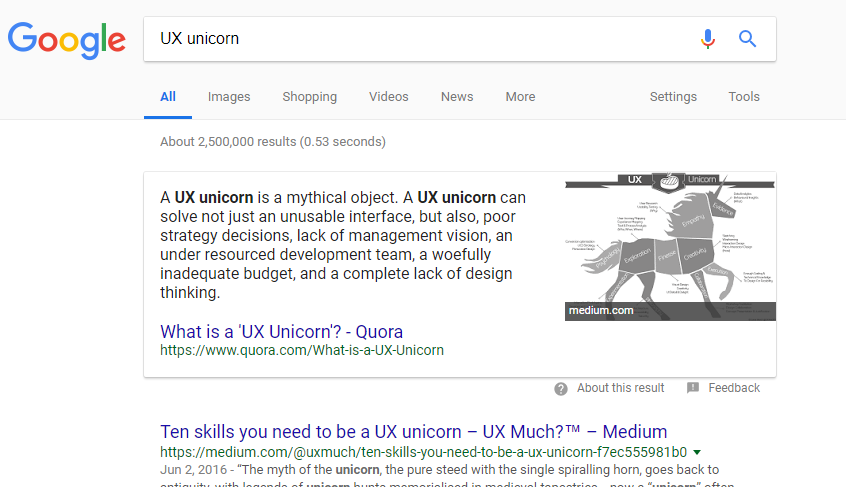 Google
UX unicorn
All Images Shopping Videos News More Settings Tools
About 2,500,000 results (0.53 seconds)
A UX unicorn is a mythical object. A UX unicorn can
solve not just an unusable interface, but also, poor
strategy decisions, lack of management vision, an
under resourced development team, a woefully
inadequate budget, and a complete lack of design
thinking.
UX Unicorn
Evidence
Empathy
Exploration
Finesse
Creativity
Execution
medium.com
What is a 'UX Unicorn'? - Quora
https://www.quora.com/What-is-a-UX-Unicorn
About this result Feedback
Ten skills you need to be a UX unicorn – UX Much?™ – Medium
https://medium.com/@uxmuch/ten-skills-you-need-to-be-a-ux-unicorn-f7ec555981b0
Jun 2, 2016 - “The myth of the unicorn, the pure steed with the single spiralling horn, goes back to